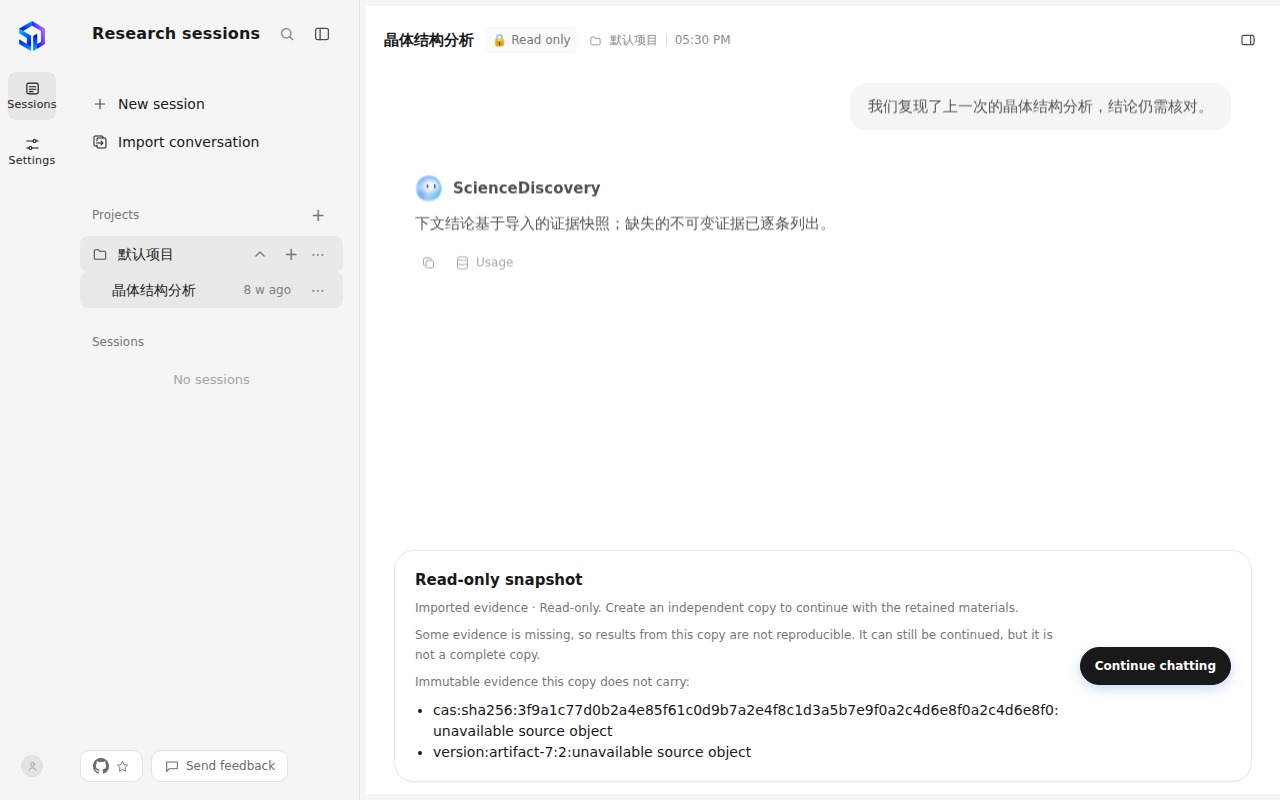 Research sessions
Sessions
Settings
New session
Import conversation
Projects
默认项目
晶体结构分析
8 w ago
Sessions
No sessions
Send feedback
晶体结构分析
Read only
默认项目
05:30 PM
我们复现了上一次的晶体结构分析，结论仍需核对。
ScienceDiscovery
下文结论基于导入的证据快照；缺失的不可变证据已逐条列出。
Usage
Read-only snapshot
Imported evidence · Read-only. Create an independent copy to continue with the retained materials.
Some evidence is missing, so results from this copy are not reproducible. It can still be continued, but it is
not a complete copy.
Immutable evidence this copy does not carry:
• cas:sha256:3f9a1c77d0b2a4e85f61c0d9b7a2e4f8c1d3a5b7e9f0a2c4d6e8f0a2c4d6e8f0:
unavailable source object
• version:artifact-7:2:unavailable source object
Continue chatting